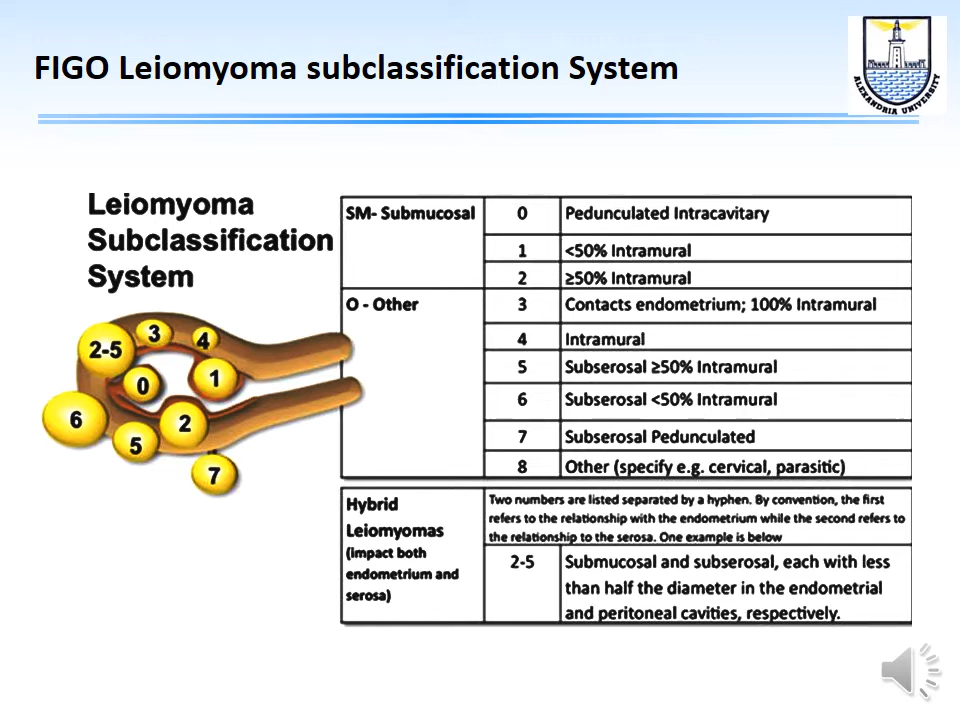 FIGO Leiomyoma subclassification System
ALEXANDRIA UNIVERSITY
Leiomyoma
Subclassification
System
SM- Submucosal
0
Pedunculated Intracavitary
1
<50% Intramural
2
≥50% Intramural
O - Other
3
Contacts endometrium; 100% Intramural
4
Intramural
5
Subserosal ≥50% Intramural
6
Subserosal <50% Intramural
7
Subserosal Pedunculated
8
Other (specify e.g. cervical, parasitic)
Hybrid
Leiomyomas
(impact both
endometrium and
serosa)
Two numbers are listed separated by a hyphen. By convention, the first
refers to the relationship with the endometrium while the second refers to
the relationship to the serosa. One example is below
2-5
Submucosal and subserosal, each with less
than half the diameter in the endometrial
and peritoneal cavities, respectively.
3
4
2-5
0
1
6
2
5
7